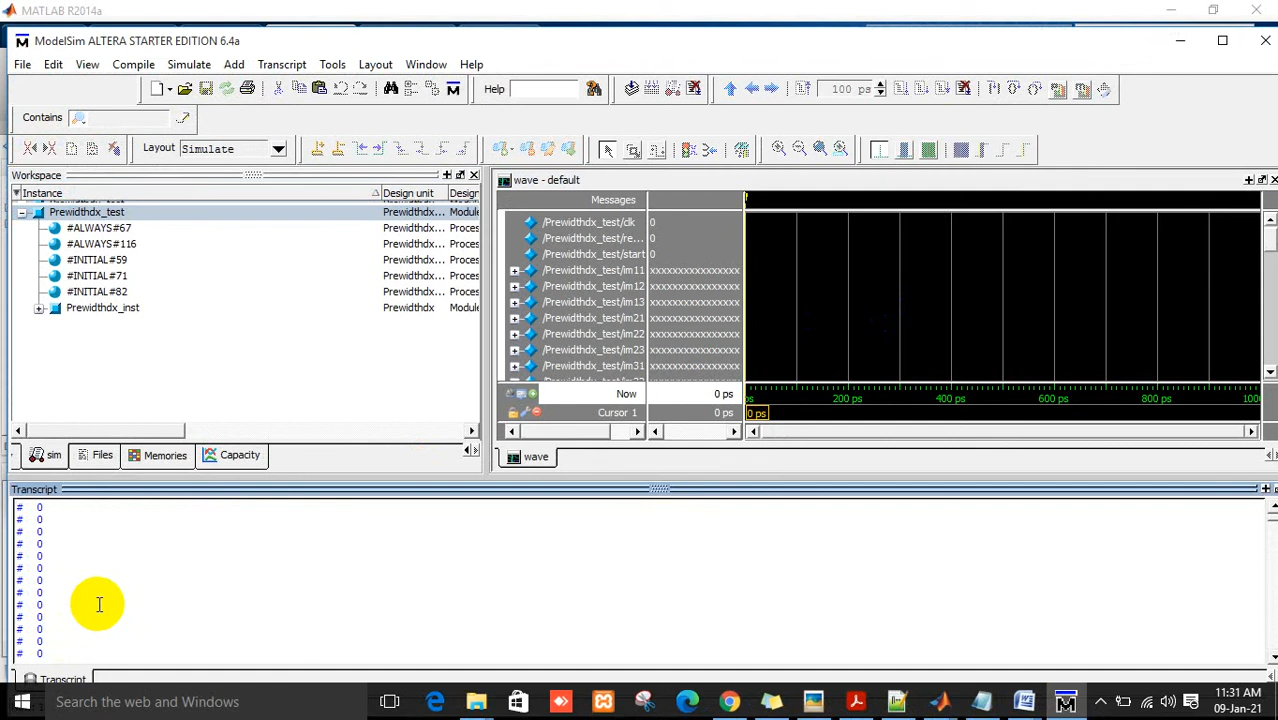 MATLAB R2014a
ModelSim ALTERA STARTER EDITION 6.4a
File Edit View Compile Simulate Add Transcript Tools Layout Window Help
Help 100 ps
Contains
Layout Simulate
Workspace
Instance Design unit Design
Prewidthdx_test Prewidthdx... Module
#ALWAYS#67 Prewidthdx... Proces
#ALWAYS#116 Prewidthdx... Proces
#INITIAL#59 Prewidthdx... Proces
#INITIAL#71 Prewidthdx... Proces
#INITIAL#82 Prewidthdx... Proces
Prewidthdx_inst Prewidthdx Module
sim Files Memories Capacity
wave - default
Messages
/Prewidthdx_test/clk 0
/Prewidthdx_test/re... 0
/Prewidthdx_test/start 0
/Prewidthdx_test/im11 xxxxxxxxxxxxxxxx
/Prewidthdx_test/im12 xxxxxxxxxxxxxxxx
/Prewidthdx_test/im13 xxxxxxxxxxxxxxxx
/Prewidthdx_test/im21 xxxxxxxxxxxxxxxx
/Prewidthdx_test/im22 xxxxxxxxxxxxxxxx
/Prewidthdx_test/im23 xxxxxxxxxxxxxxxx
/Prewidthdx_test/im31 xxxxxxxxxxxxxxxx
Now 0 ps ps 200 ps 400 ps 600 ps 800 ps 1000
Cursor 1 0 ps 0 ps
wave
Transcript
# 0
# 0
# 0
# 0
# 0
# 0
# 0
# 0
# 0
# 0
# 0
# 0
# 0
Transcript
Search the web and Windows
11:31 AM
09-Jan-21